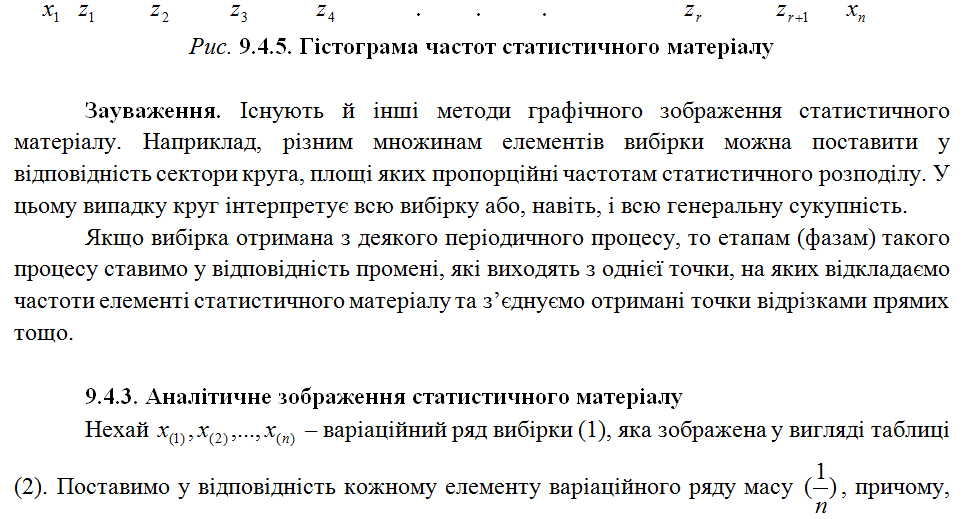 x₁ z₁ z₂ z₃ z₄ . . . zᵣ zᵣ₊₁ xₙ
Рис. 9.4.5. Гістограма частот статистичного матеріалу
Зауваження. Існують й інші методи графічного зображення статистичного
матеріалу. Наприклад, різним множинам елементів вибірки можна поставити у
відповідність сектори круга, площі яких пропорційні частотам статистичного розподілу. У
цьому випадку круг інтерпретує всю вибірку або, навіть, і всю генеральну сукупність.
Якщо вибірка отримана з деякого періодичного процесу, то етапам (фазам) такого
процесу ставимо у відповідність промені, які виходять з однієї точки, на яких відкладаємо
частоти елементі статистичного матеріалу та з’єднуємо отримані точки відрізками прямих
тощо.
9.4.3. Аналітичне зображення статистичного матеріалу
Нехай x₍₁₎, x₍₂₎,..., x₍ₙ₎ – варіаційний ряд вибірки (1), яка зображена у вигляді таблиці
(2). Поставимо у відповідність кожному елементу варіаційного ряду масу (1/n), причому,